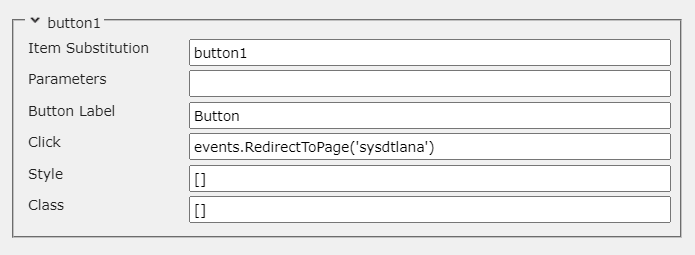 button1
Item Substitution button1
Parameters
Button Label Button
Click events.RedirectToPage('sysdtlana')
Style []
Class []